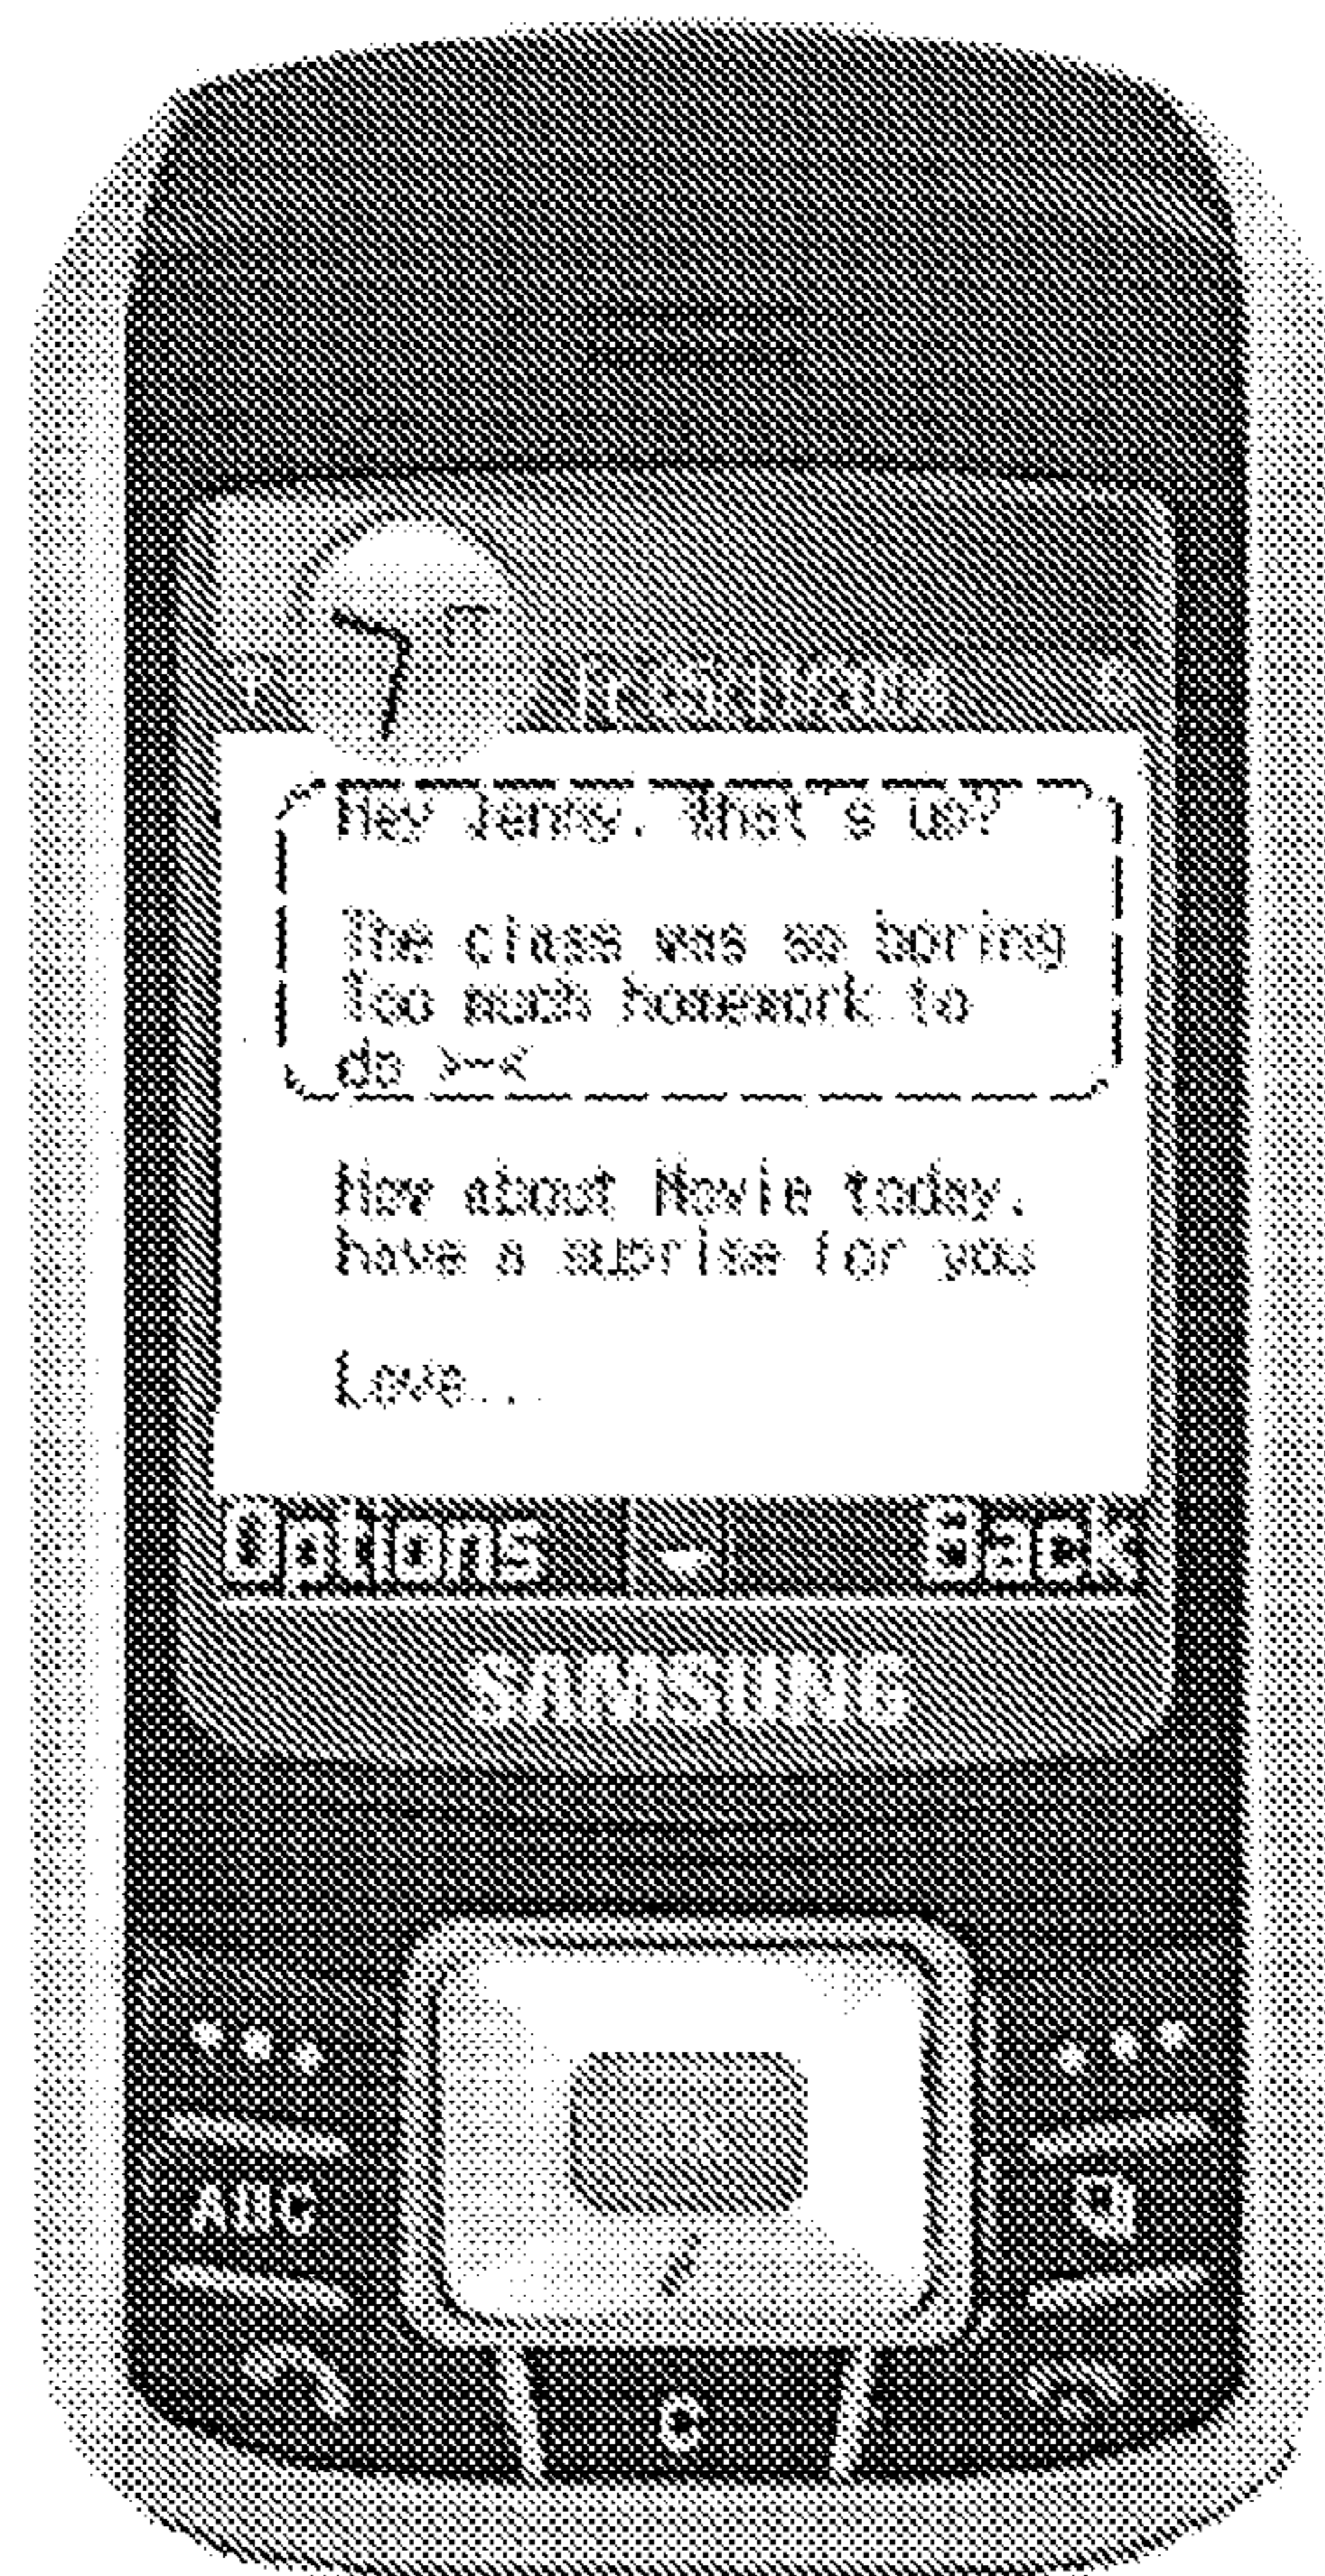 Hey Jenny. What's up?
The class was so boring
Too much homework to
do >~<
How about Movie today.
have a suprise for you
Love...
Options
Back
SAMSUNG
C